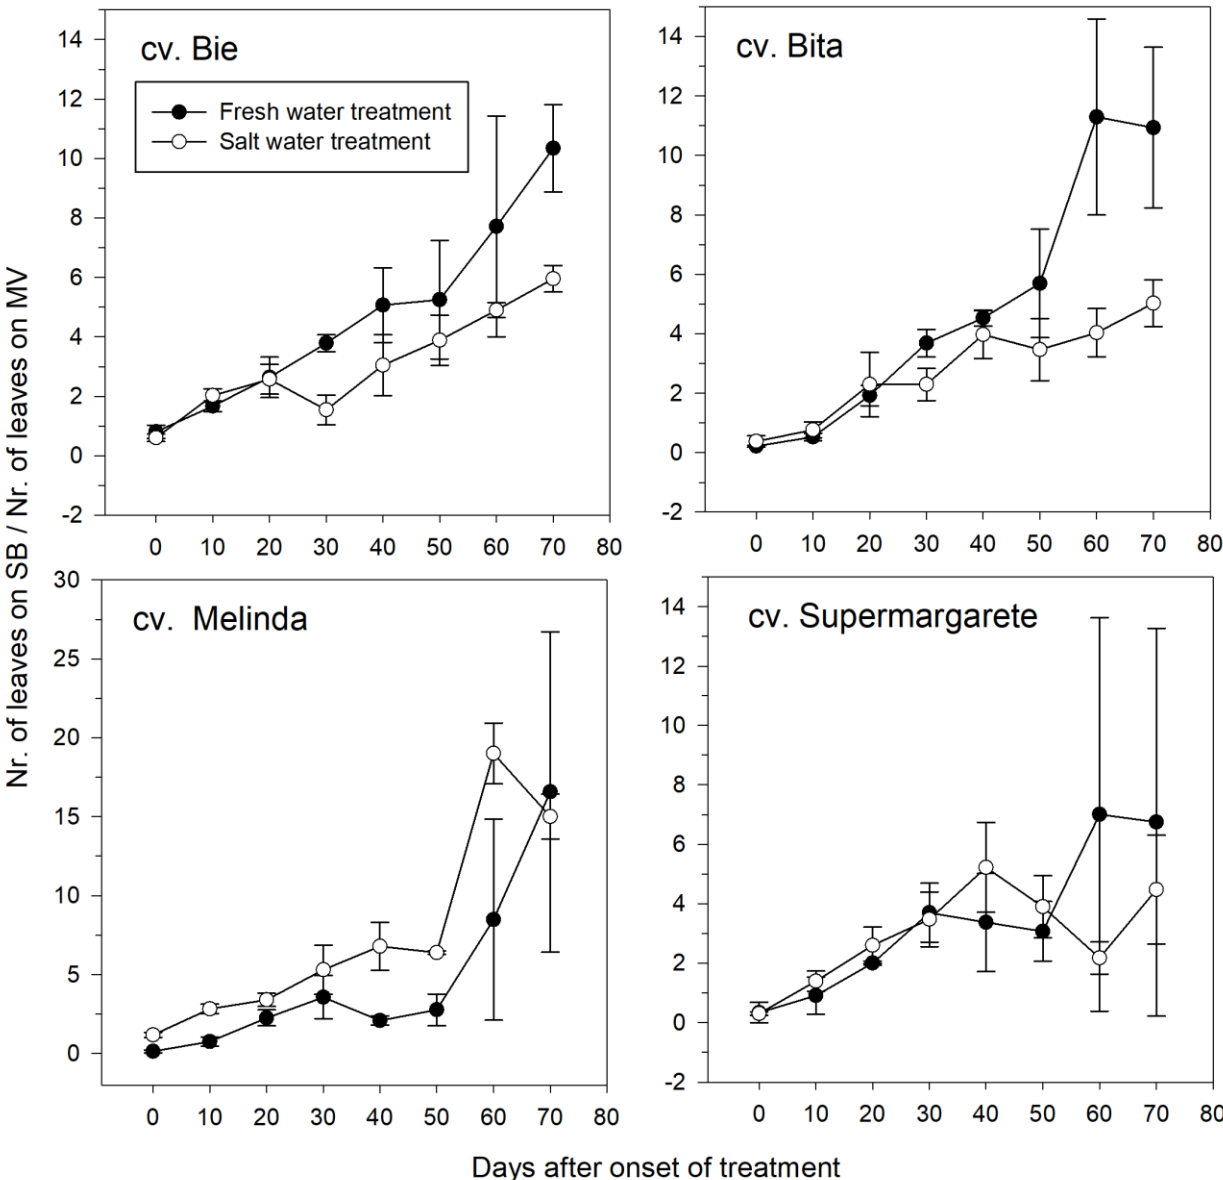 Nr. of leaves on SB / Nr. of leaves on MV
cv. Bie
Fresh water treatment
Salt water treatment
14
12
10
8
6
4
2
0
-2
0 10 20 30 40 50 60 70 80
cv. Bita
14
12
10
8
6
4
2
0
-2
0 10 20 30 40 50 60 70 80
cv. Melinda
30
25
20
15
10
5
0
0 10 20 30 40 50 60 70 80
cv. Supermargarete
14
12
10
8
6
4
2
0
-2
0 10 20 30 40 50 60 70 80
Days after onset of treatment